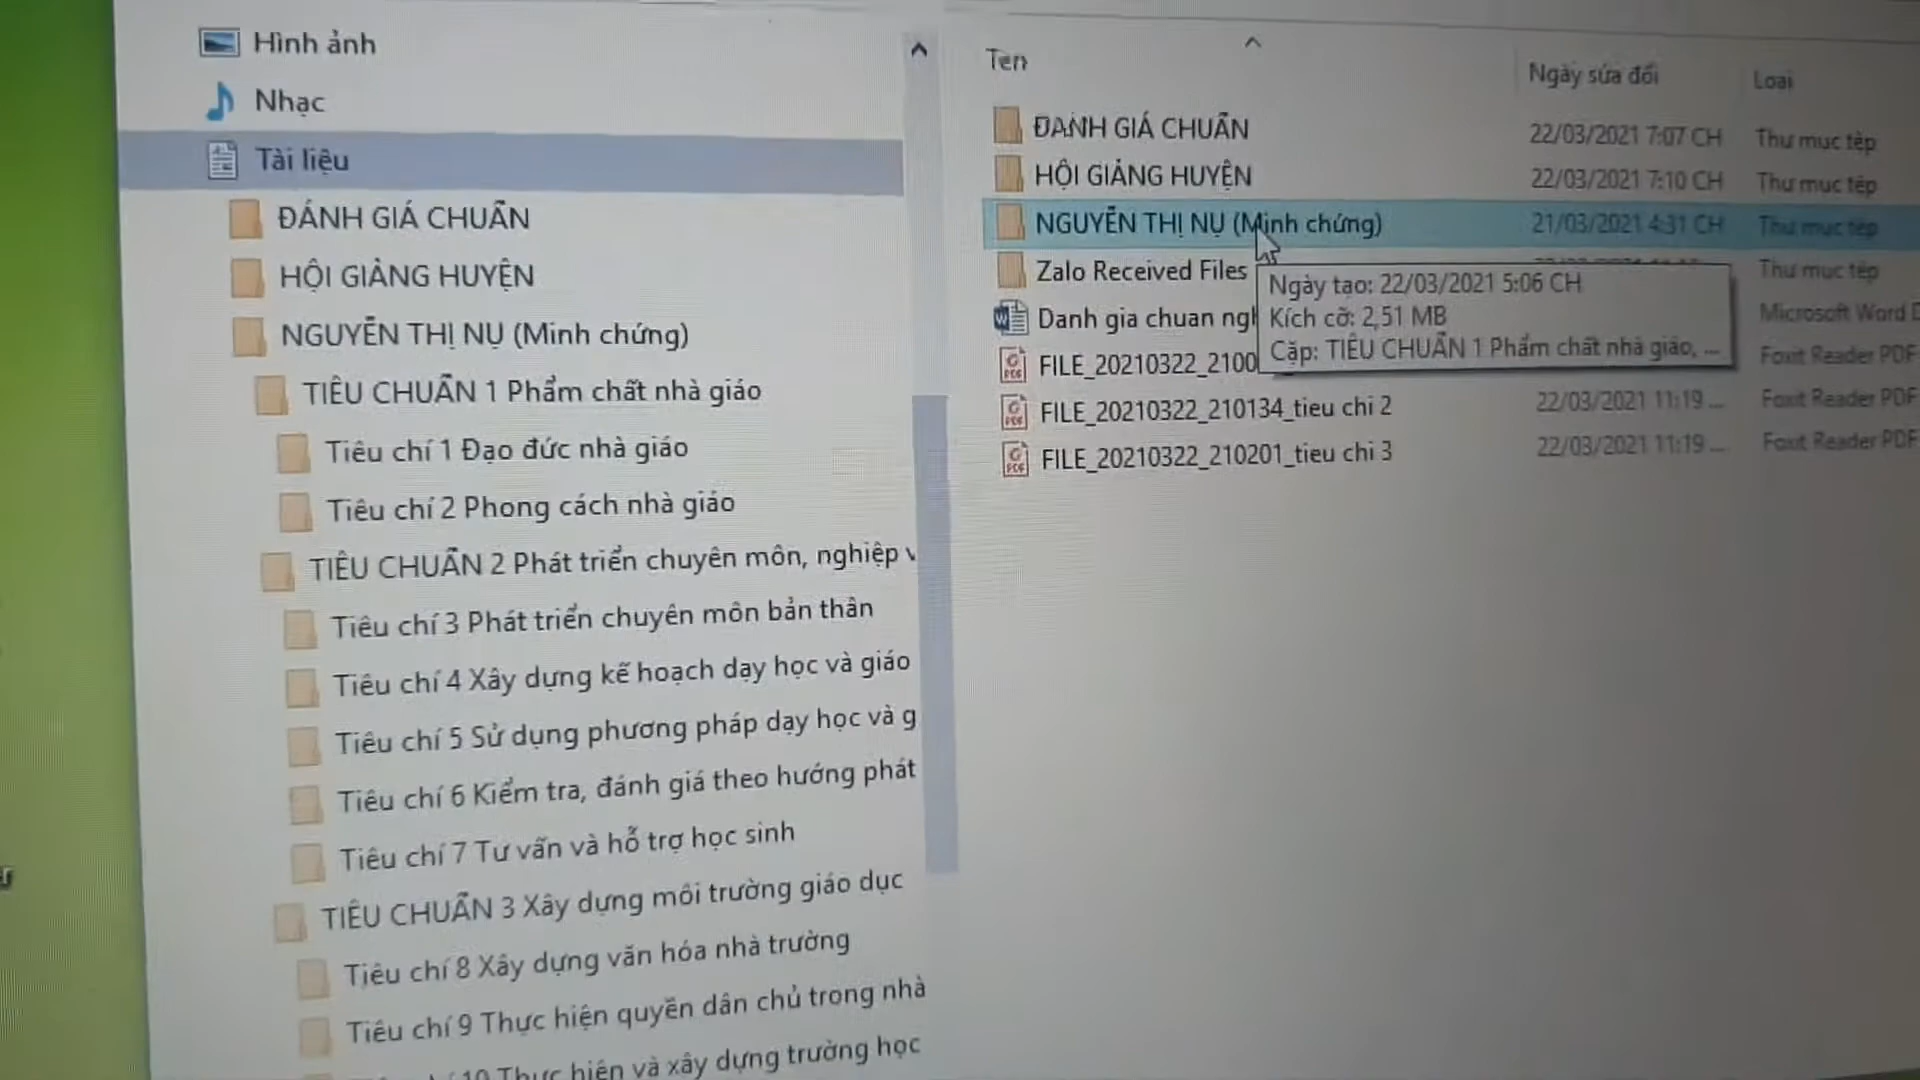 Hình ảnh
Nhạc
Tài liệu
ĐÁNH GIÁ CHUẨN
HỘI GIẢNG HUYỆN
NGUYỄN THỊ NỤ (Minh chứng)
TIÊU CHUẨN 1 Phẩm chất nhà giáo
Tiêu chí 1 Đạo đức nhà giáo
Tiêu chí 2 Phong cách nhà giáo
TIÊU CHUẨN 2 Phát triển chuyên môn, nghiệp v
Tiêu chí 3 Phát triển chuyên môn bản thân
Tiêu chí 4 Xây dựng kế hoạch dạy học và giáo
Tiêu chí 5 Sử dụng phương pháp dạy học và g
Tiêu chí 6 Kiểm tra, đánh giá theo hướng phát
Tiêu chí 7 Tư vấn và hỗ trợ học sinh
TIÊU CHUẨN 3 Xây dựng môi trường giáo dục
Tiêu chí 8 Xây dựng văn hóa nhà trường
Tiêu chí 9 Thực hiện quyền dân chủ trong nhà
10 Thực hiện và xây dựng trường học
Tên Ngày sửa đổi Loại
ĐÁNH GIÁ CHUẨN 22/03/2021 7:07 CH Thư mục tệp
HỘI GIẢNG HUYỆN 22/03/2021 7:10 CH Thư mục tệp
NGUYỄN THỊ NỤ (Minh chứng) 21/03/2021 4:31 CH Thư mục tệp
Zalo Received Files Thư mục tệp
Ngày tạo: 22/03/2021 5:06 CH
Danh gia chuan ngh Microsoft Word D
Kích cỡ: 2,51 MB
Cặp: TIÊU CHUẨN 1 Phẩm chất nhà giáo, ...
FILE_20210322_2100 Foxit Reader PDF
FILE_20210322_210134_tieu chi 2 22/03/2021 11:19 ... Foxit Reader PDF
FILE_20210322_210201_tieu chi 3 22/03/2021 11:19 ... Foxit Reader PDF